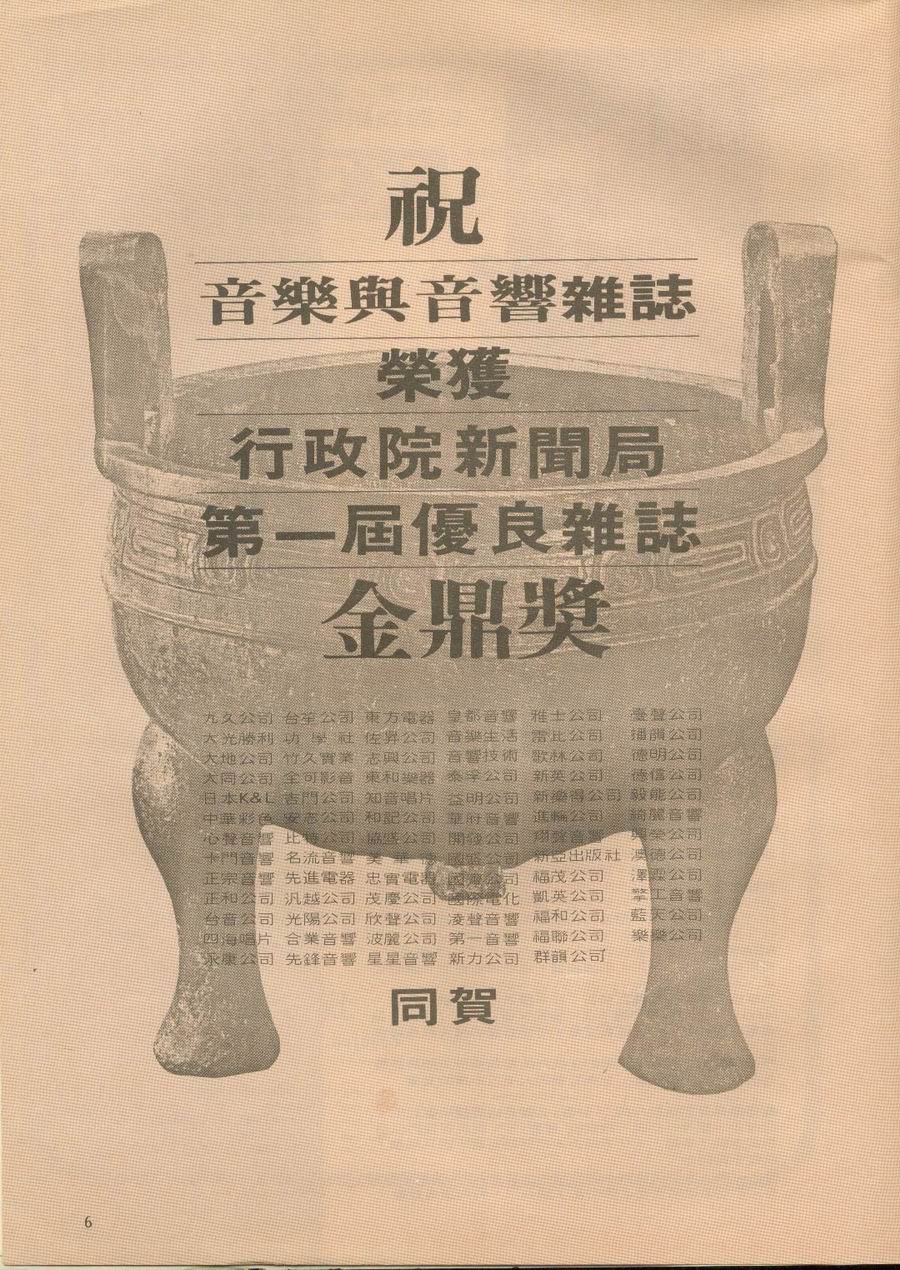 祝
音樂與音響雜誌
榮獲
行政院新聞局
第一屆優良雜誌
金鼎獎
九久公司 台笙公司 東方電器 皇都音響 雅士公司 臺聲公司
大光勝利 功學社 佐昇公司 音樂生活 雷比公司 播韻公司
大地公司 竹久實業 志興公司 音響技術 歌林公司 德明公司
大同公司 全可影音 東和樂器 泰孚公司 新英公司 德信公司
日本K&L 吉門公司 知音唱片 益明公司 新樂得公司 毅能公司
中華彩色 安志公司 和記公司 華貯音響 進輪公司 綺麗音響
心聲音響 比特公司 協盛公司 開發公司 翔聲音響 興榮公司
卡門音響 名流音響 美華 國盛公司 新亞出版社 澳德公司
正宗音響 先進電器 忠實電器 公司 福茂公司 公司
正和公司 汎越公司 茂慶公司 國際電化 凱英公司 擎工音響
台音公司 光陽公司 欣聲公司 凌聲音響 福和公司 藍天公司
四海唱片 合業音響 波麗公司 第一音響 福聯公司 樂樂公司
永康公司 先鋒音響 星星音響 新力公司 群韻公司
同賀
6